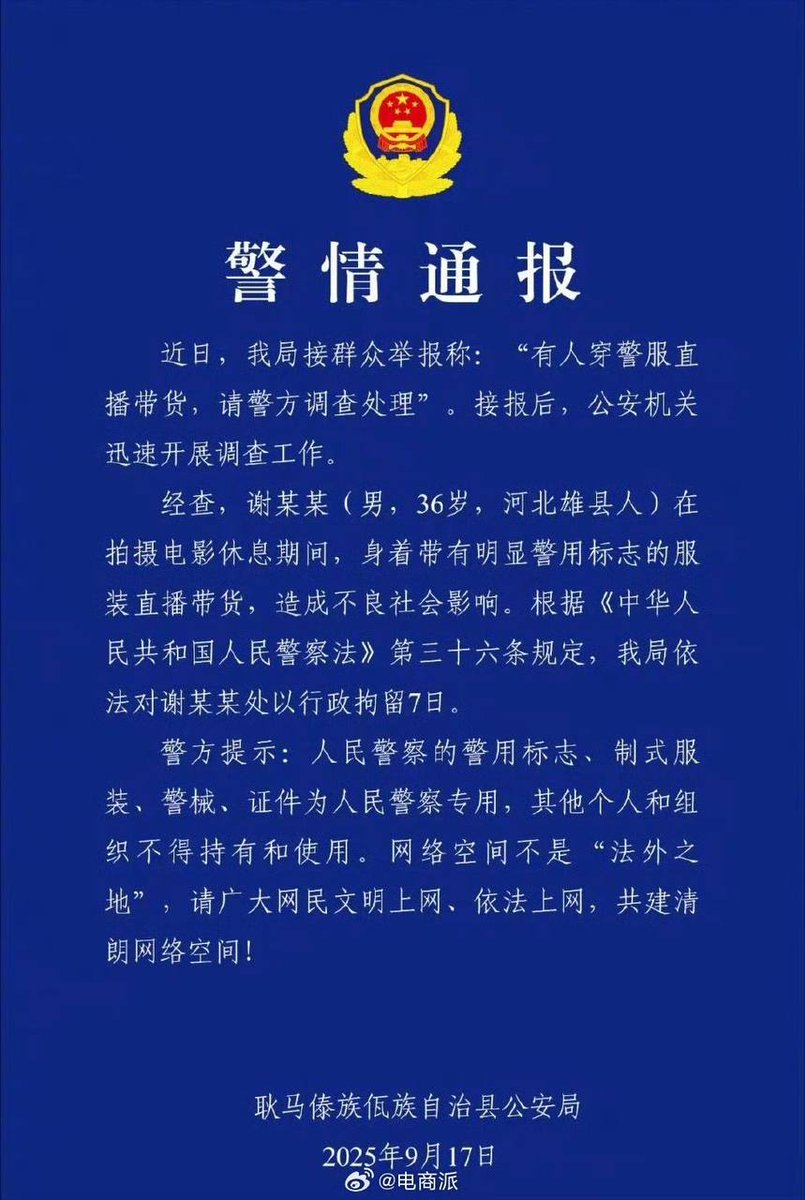 警情通报
近日，我局接群众举报称：“有人穿警服直
播带货，请警方调查处理”。接报后，公安机关
迅速开展调查工作。
经查，谢某某（男，36岁，河北雄县人）在
拍摄电影休息期间，身着带有明显警用标志的服
装直播带货，造成不良社会影响。根据《中华人
民共和国人民警察法》第三十六条规定，我局依
法对谢某某处以行政拘留7日。
警方提示：人民警察的警用标志、制式服
装、警械、证件为人民警察专用，其他个人和组
织不得持有和使用。网络空间不是“法外之
地”，请广大网民文明上网、依法上网，共建清
朗网络空间！
耿马傣族佤族自治县公安局
2025年9月17日
@电商派